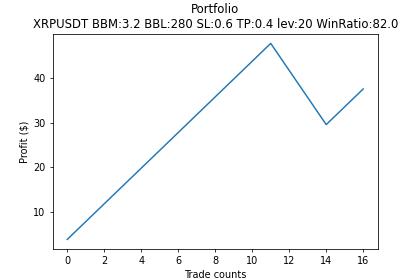 Portfolio
XRPUSDT BBM:3.2 BBL:280 SL:0.6 TP:0.4 lev:20 WinRatio:82.0
40
30
20
10
Profit ($)
0 2 4 6 8 10 12 14 16
Trade counts